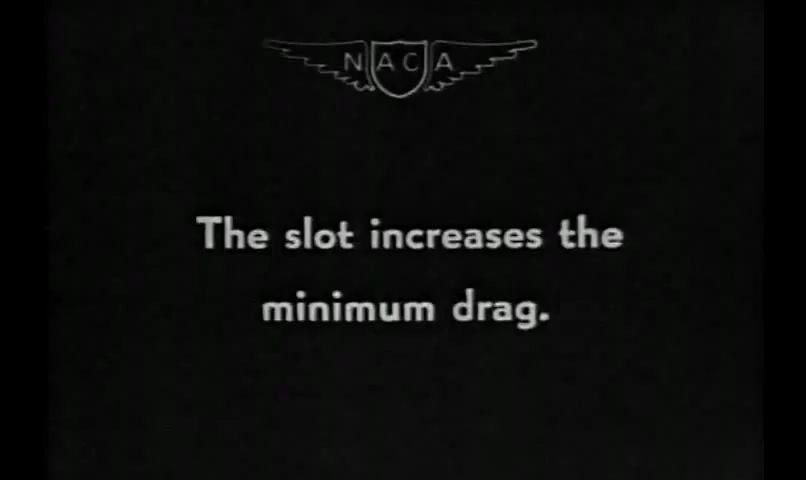 NACA
The slot increases the
minimum drag.